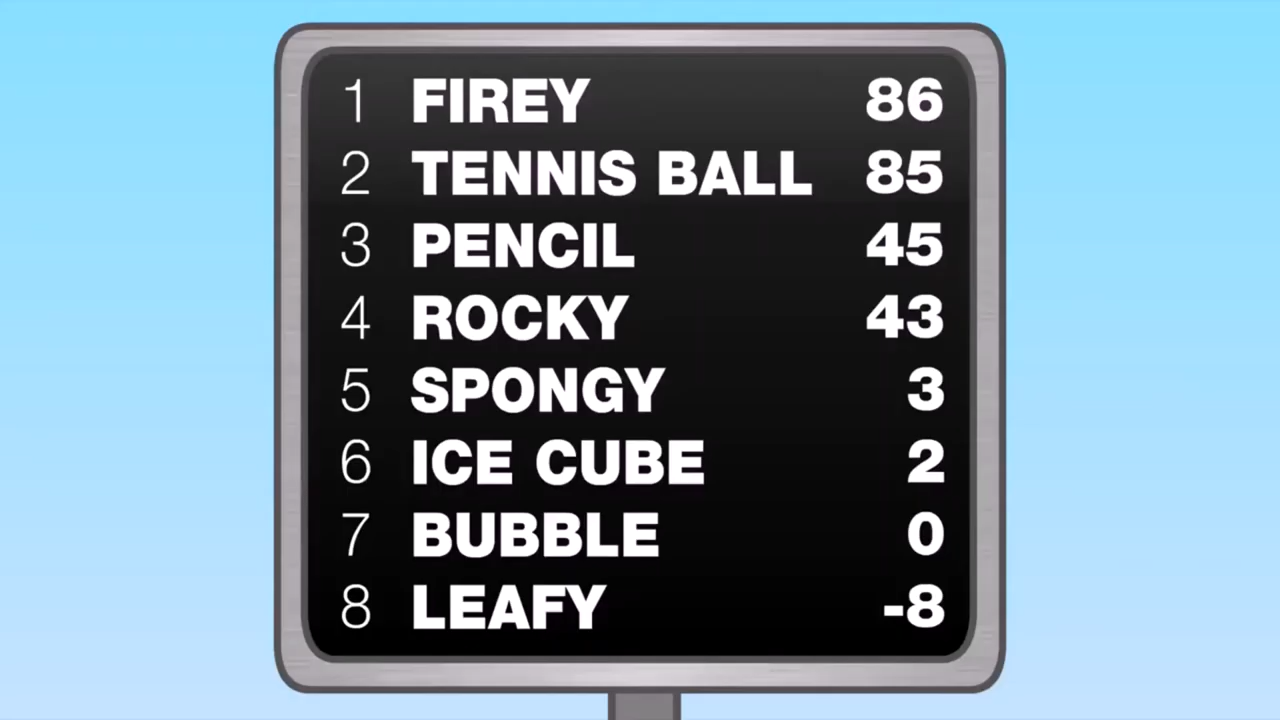 1 FIREY 86
2 TENNIS BALL 85
3 PENCIL 45
4 ROCKY 43
5 SPONGY 3
6 ICE CUBE 2
7 BUBBLE 0
8 LEAFY -8